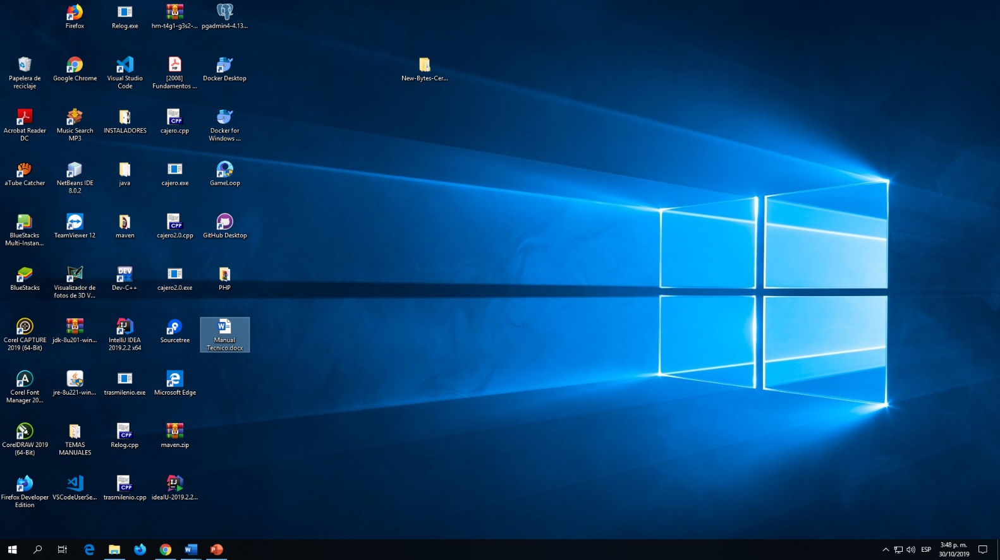 Firefox
Relog.exe
hm-t4g1-g3s2-...
pgadmin4-4.13...
Papelera de
reciclaje
Google Chrome
Visual Studio
Code
[2008]
Fundamentos ...
Docker Desktop
New-Bytes-Cer...
Acrobat Reader
DC
Music Search
MP3
INSTALADORES
cajero.cpp
Docker for
Windows ...
aTube Catcher
NetBeans IDE
8.0.2
java
cajero.exe
GameLoop
BlueStacks
Multi-Instan...
TeamViewer 12
maven
cajero2.0.cpp
GitHub Desktop
BlueStacks
Visualizador de
fotos de 3D V...
Dev-C++
cajero2.0.exe
PHP
Corel CAPTURE
2019 (64-Bit)
jdk-8u201-win...
IntelliJ IDEA
2019.2.2 x64
Sourcetree
Manual
Tecnico.docx
Corel Font
Manager 20...
jre-8u221-win...
trasmilenio.exe
Microsoft Edge
CorelDRAW 2019
(64-Bit)
TEMAS
MANUALES
Relog.cpp
maven.zip
Firefox Developer
Edition
VSCodeUserSe...
trasmilenio.cpp
ideaIU-2019.2.2...
ESP
3:48 p. m.
30/10/2019